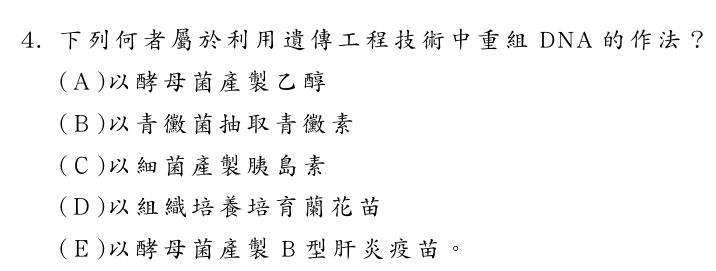 4. 下列何者屬於利用遺傳工程技術中重組 DNA 的作法？
(A)以酵母菌產製乙醇
(B)以青黴菌抽取青黴素
(C)以細菌產製胰島素
(D)以組織培養培育蘭花苗
(E)以酵母菌產製 B 型肝炎疫苗。